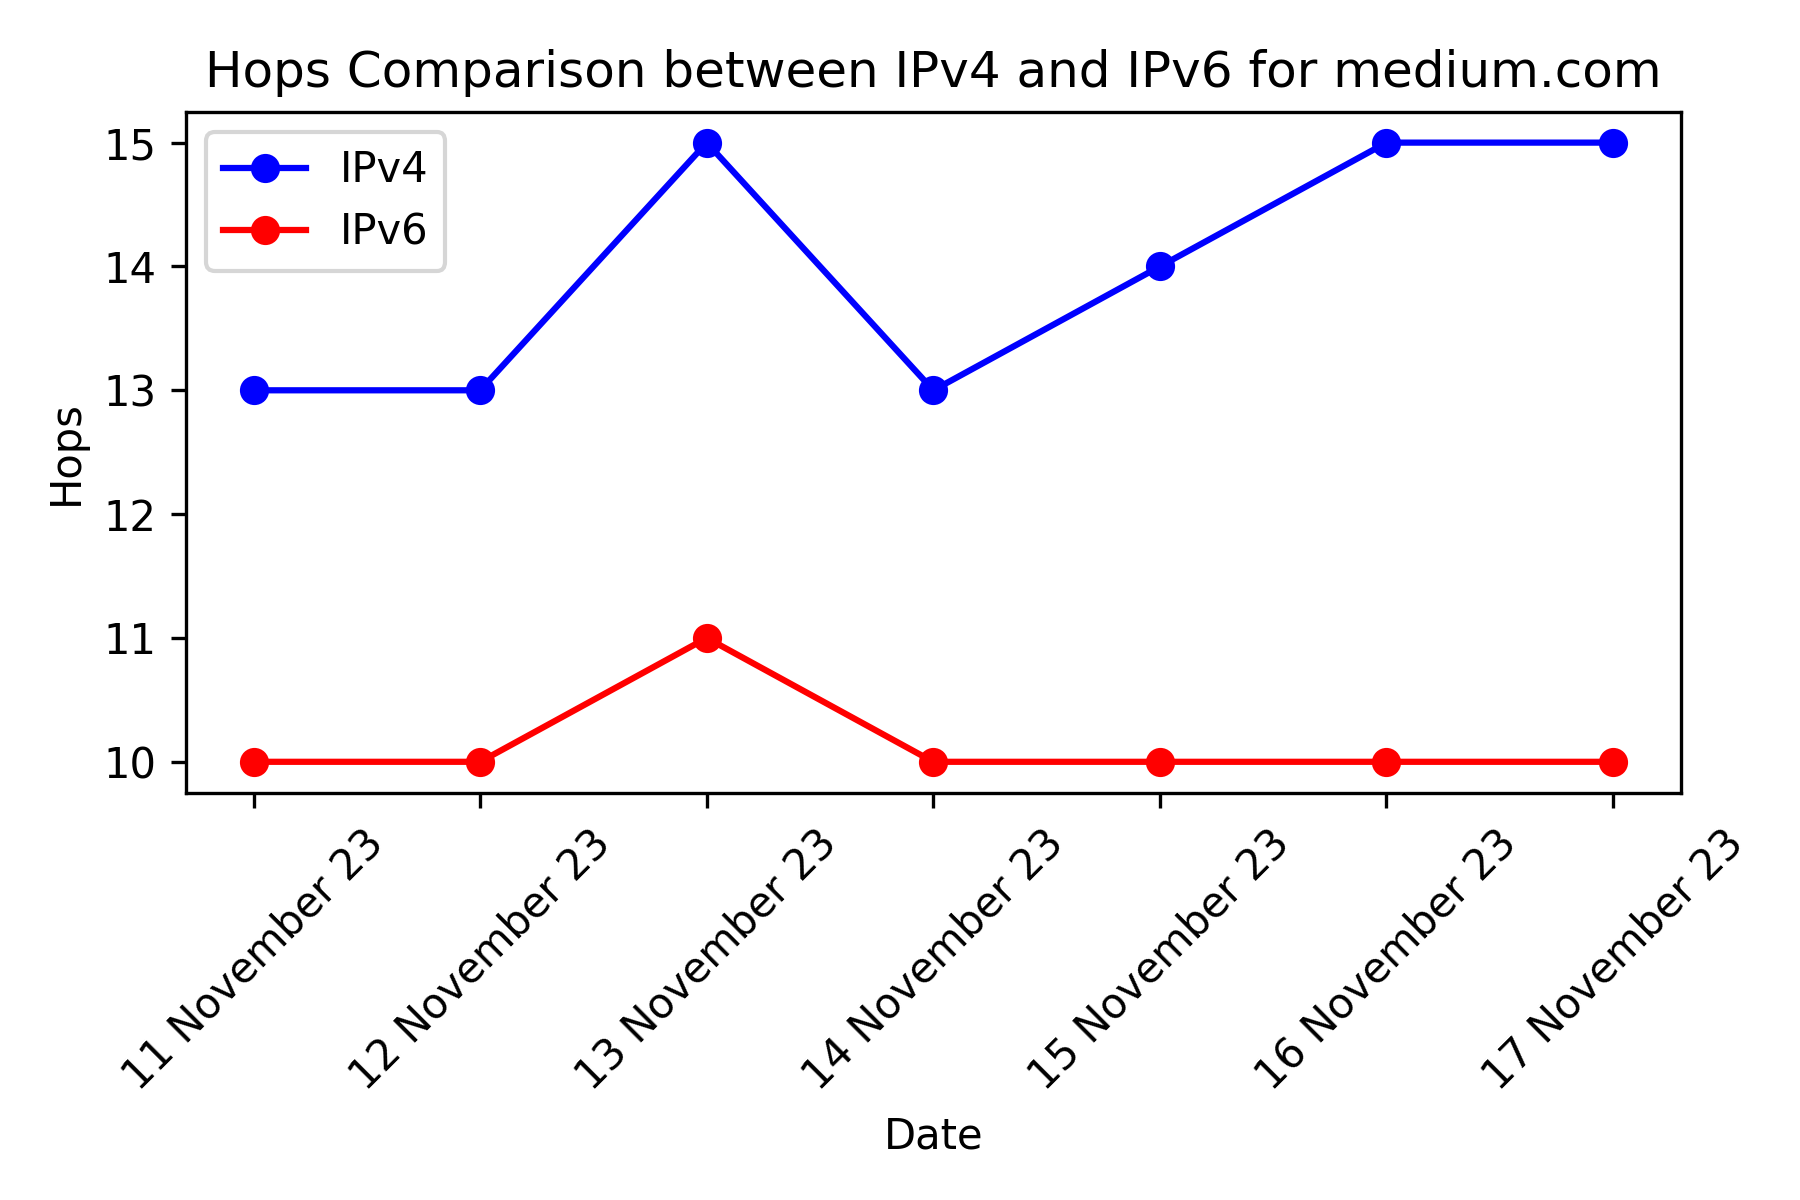 Hops Comparison between IPv4 and IPv6 for medium.com
IPv4
IPv6
15
14
13
12
11
10
Hops
11 November 23
12 November 23
13 November 23
14 November 23
15 November 23
16 November 23
17 November 23
Date